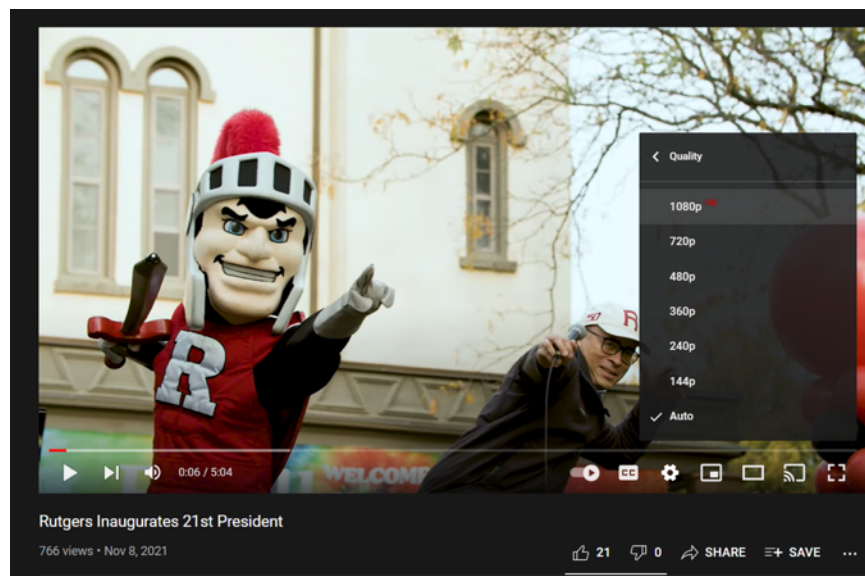 Quality
1080p HD
720p
480p
360p
240p
144p
Auto
R
R
WELCOME
0:06 / 5:04
CC
Rutgers Inaugurates 21st President
766 views • Nov 8, 2021
21
0
SHARE
SAVE